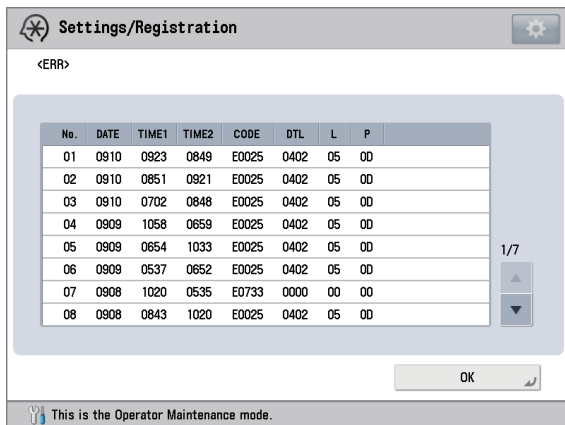 Settings/Registration
<ERR>
No. DATE TIME1 TIME2 CODE DTL L P
01 0910 0923 0849 E0025 0402 05 0D
02 0910 0851 0921 E0025 0402 05 0D
03 0910 0702 0848 E0025 0402 05 0D
04 0909 1058 0659 E0025 0402 05 0D
05 0909 0654 1033 E0025 0402 05 0D
06 0909 0537 0652 E0025 0402 05 0D
07 0908 1020 0535 E0733 0000 00 00
08 0908 0843 1020 E0025 0402 05 0D
1/7
OK
This is the Operator Maintenance mode.